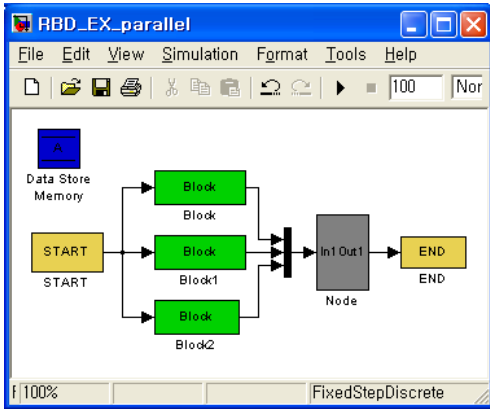 RBD_EX_parallel
File Edit View Simulation Format Tools Help
100 Nor
A
Data Store
Memory
Block
Block
START
START
Block
Block1
Block
Block2
In1 Out1
Node
END
END
F 100% FixedStepDiscrete